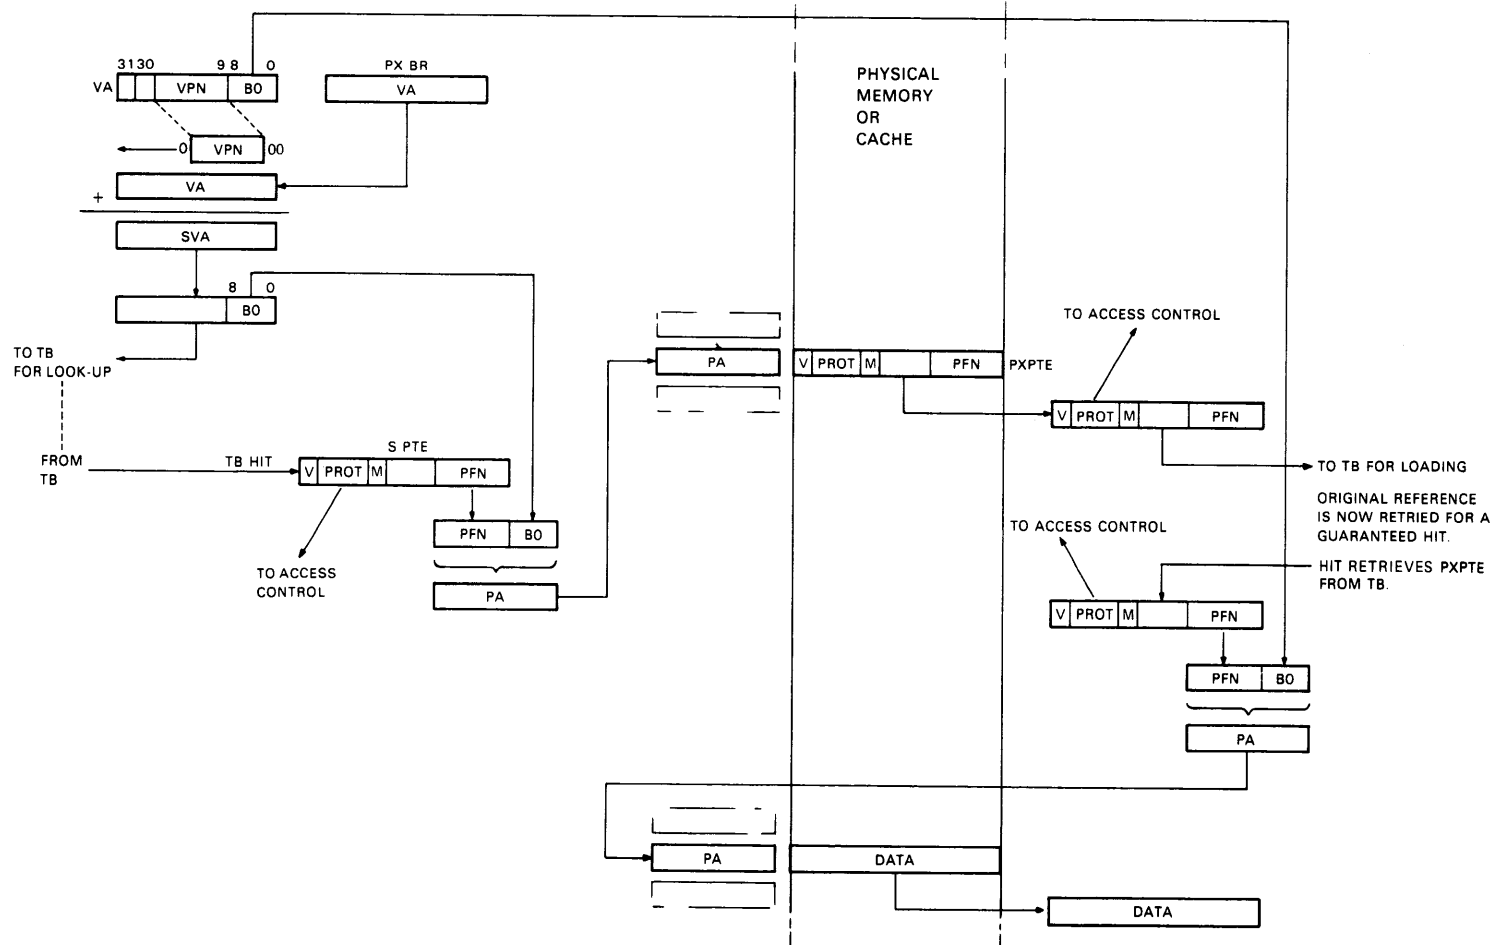 3130 9 8 0
VA VPN BO
PX BR
VA
0 VPN 00
VA
+
SVA
8 0
BO
TO TB
FOR LOOK-UP
FROM
TB
TB HIT
S PTE
V PROT M PFN
TO ACCESS
CONTROL
PFN BO
PA
PHYSICAL
MEMORY
OR
CACHE
PA
V PROT M PFN PXPTE
TO ACCESS CONTROL
V PROT M PFN
TO TB FOR LOADING
ORIGINAL REFERENCE
IS NOW RETRIED FOR A
GUARANTEED HIT.
TO ACCESS CONTROL
HIT RETRIEVES PXPTE
FROM TB.
V PROT M PFN
PFN BO
PA
PA
DATA
DATA